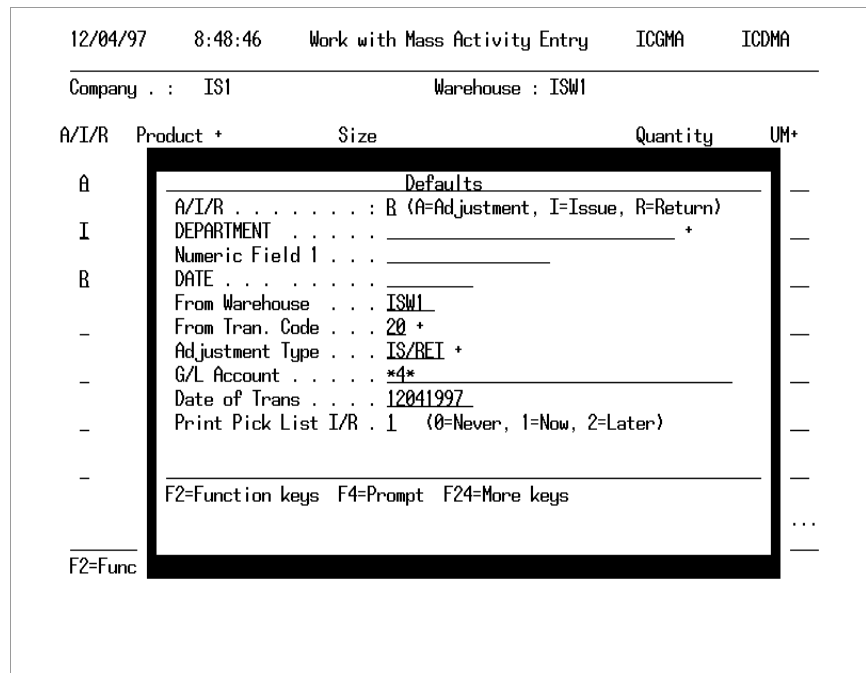 12/04/97 8:48:46 Work with Mass Activity Entry ICGMA ICDMA
Company . : IS1 Warehouse : ISW1
A/I/R Product + Size Quantity UM+
A
I
R
Defaults
A/I/R . . . . . . . : R (A=Adjustment, I=Issue, R=Return)
DEPARTMENT . . . . . +
Numeric Field 1 . . .
DATE . . . . . . . . .
From Warehouse . . . ISW1
From Tran. Code . . . 20 +
Adjustment Type . . . IS/RET +
G/L Account . . . . . *4*
Date of Trans . . . . 12041997
Print Pick List I/R . 1 (0=Never, 1=Now, 2=Later)
F2=Function keys F4=Prompt F24=More keys
...
F2=Func